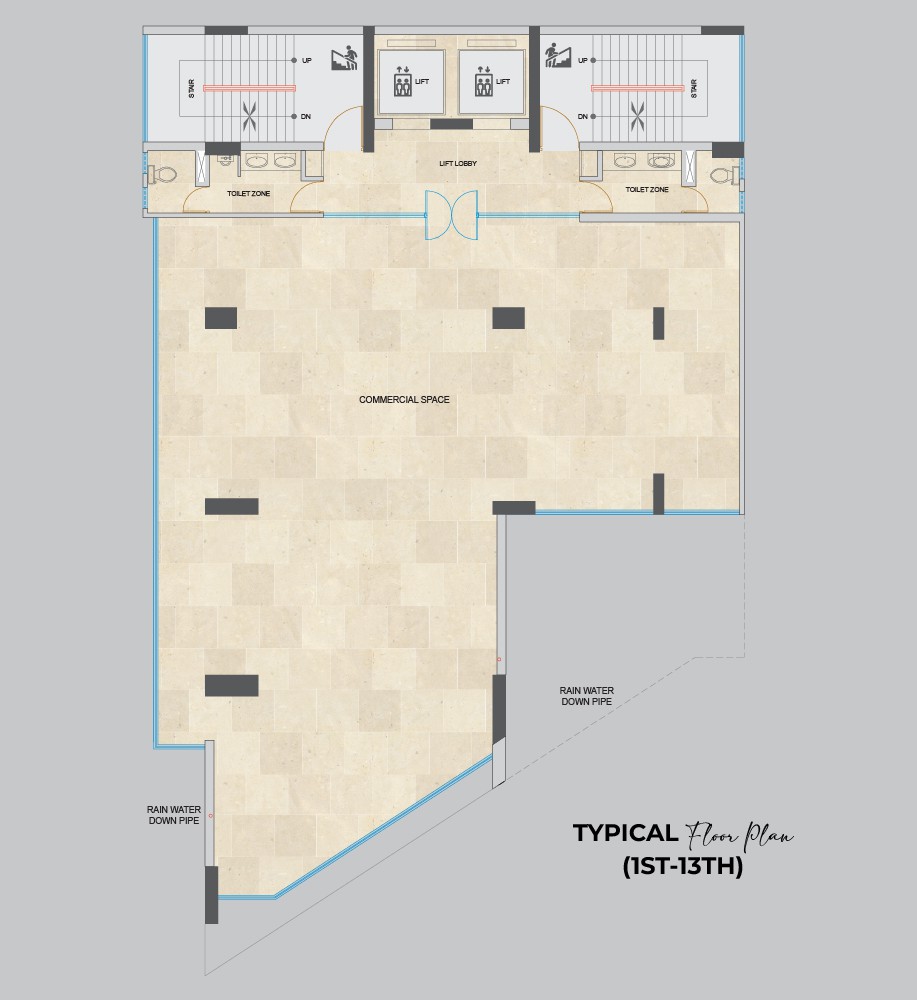 UP
UP
STAIR
LIFT
LIFT
STAIR
DN
DN
LIFT LOBBY
TOILET ZONE
TOILET ZONE
COMMERCIAL SPACE
RAIN WATER
DOWN PIPE
RAIN WATER
DOWN PIPE
TYPICAL Floor Plan
(1ST-13TH)